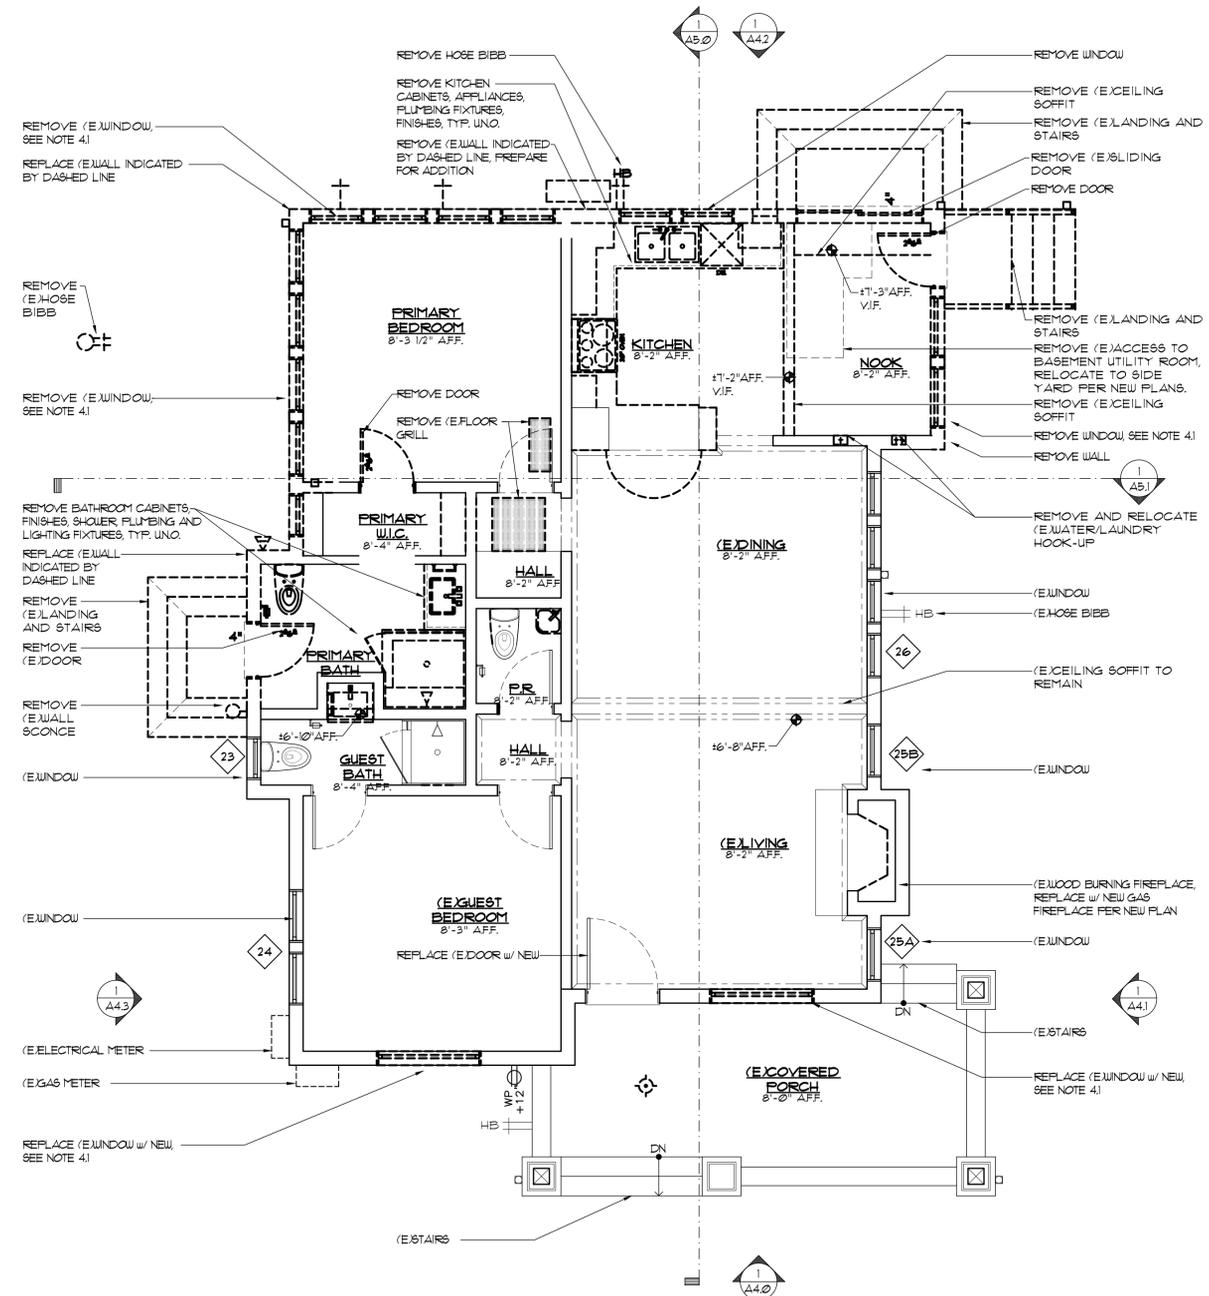 1
A5.0
1
A4.2
REMOVE HOSE BIBB
REMOVE KITCHEN
CABINETS, APPLIANCES,
PLUMBING FIXTURES,
FINISHES, TYP. U.N.O.
REMOVE (E)WALL INDICATED
BY DASHED LINE, PREPARE
FOR ADDITION
HB
REMOVE WINDOW
REMOVE (E)CEILING
SOFFIT
REMOVE (E)LANDING AND
STAIRS
REMOVE (E)SLIDING
DOOR
REMOVE DOOR
4"
REMOVE (E)WINDOW,
SEE NOTE 4.1
REPLACE (E)WALL INDICATED
BY DASHED LINE
REMOVE
(E)HOSE
BIBB
REMOVE (E)WINDOW,
SEE NOTE 4.1
PRIMARY
BEDROOM
8'-3 1/2" A.F.F.
REMOVE DOOR
REMOVE (E)FLOOR
GRILL
KITCHEN
8'-2" A.F.F.
±7'-2"A.F.F.
V.I.F.
±7'-3"A.F.F.
V.I.F.
NOOK
8'-2" A.F.F.
REMOVE (E)LANDING AND
STAIRS
REMOVE (E)ACCESS TO
BASEMENT UTILITY ROOM,
RELOCATE TO SIDE
YARD PER NEW PLANS.
REMOVE (E)CEILING
SOFFIT
REMOVE WINDOW, SEE NOTE 4.1
REMOVE WALL
1
A5.1
REMOVE AND RELOCATE
(E)WATER/LAUNDRY
HOOK-UP
REMOVE BATHROOM CABINETS,
FINISHES, SHOWER, PLUMBING AND
LIGHTING FIXTURES, TYP. U.N.O.
REPLACE (E)WALL
INDICATED BY
DASHED LINE
REMOVE
(E)LANDING
AND STAIRS
REMOVE
(E)DOOR
REMOVE
(E)WALL
SCONCE
(E)WINDOW
PRIMARY
W.I.C.
8'-4" A.F.F.
HALL
8'-2" A.F.F
(E)DINING
8'-2" A.F.F.
4"
PRIMARY
BATH
P.R.
8'-2" A.F.F.
±6'-10"A.F.F.
23
GUEST
BATH
8'-4" A.F.F.
HALL
8'-2" A.F.F.
±6'-8"A.F.F.
(E)WINDOW
HB
(E)HOSE BIBB
26
(E)CEILING SOFFIT TO
REMAIN
25B
(E)WINDOW
(E)LIVING
8'-2" A.F.F.
(E)WOOD BURNING FIREPLACE,
REPLACE w/ NEW GAS
FIREPLACE PER NEW PLAN
25A
(E)WINDOW
(E)WINDOW
24
(E)GUEST
BEDROOM
8'-3" A.F.F.
REPLACE (E)DOOR w/ NEW
1
A4.3
1
A4.1
DN
(E)STAIRS
(E)ELECTRICAL METER
(E)GAS METER
WP
+12"
HB
(E)COVERED
PORCH
8'-0" A.F.F.
REPLACE (E)WINDOW w/ NEW,
SEE NOTE 4.1
REPLACE (E)WINDOW w/ NEW,
SEE NOTE 4.1
DN
(E)STAIRS
1
A4.0